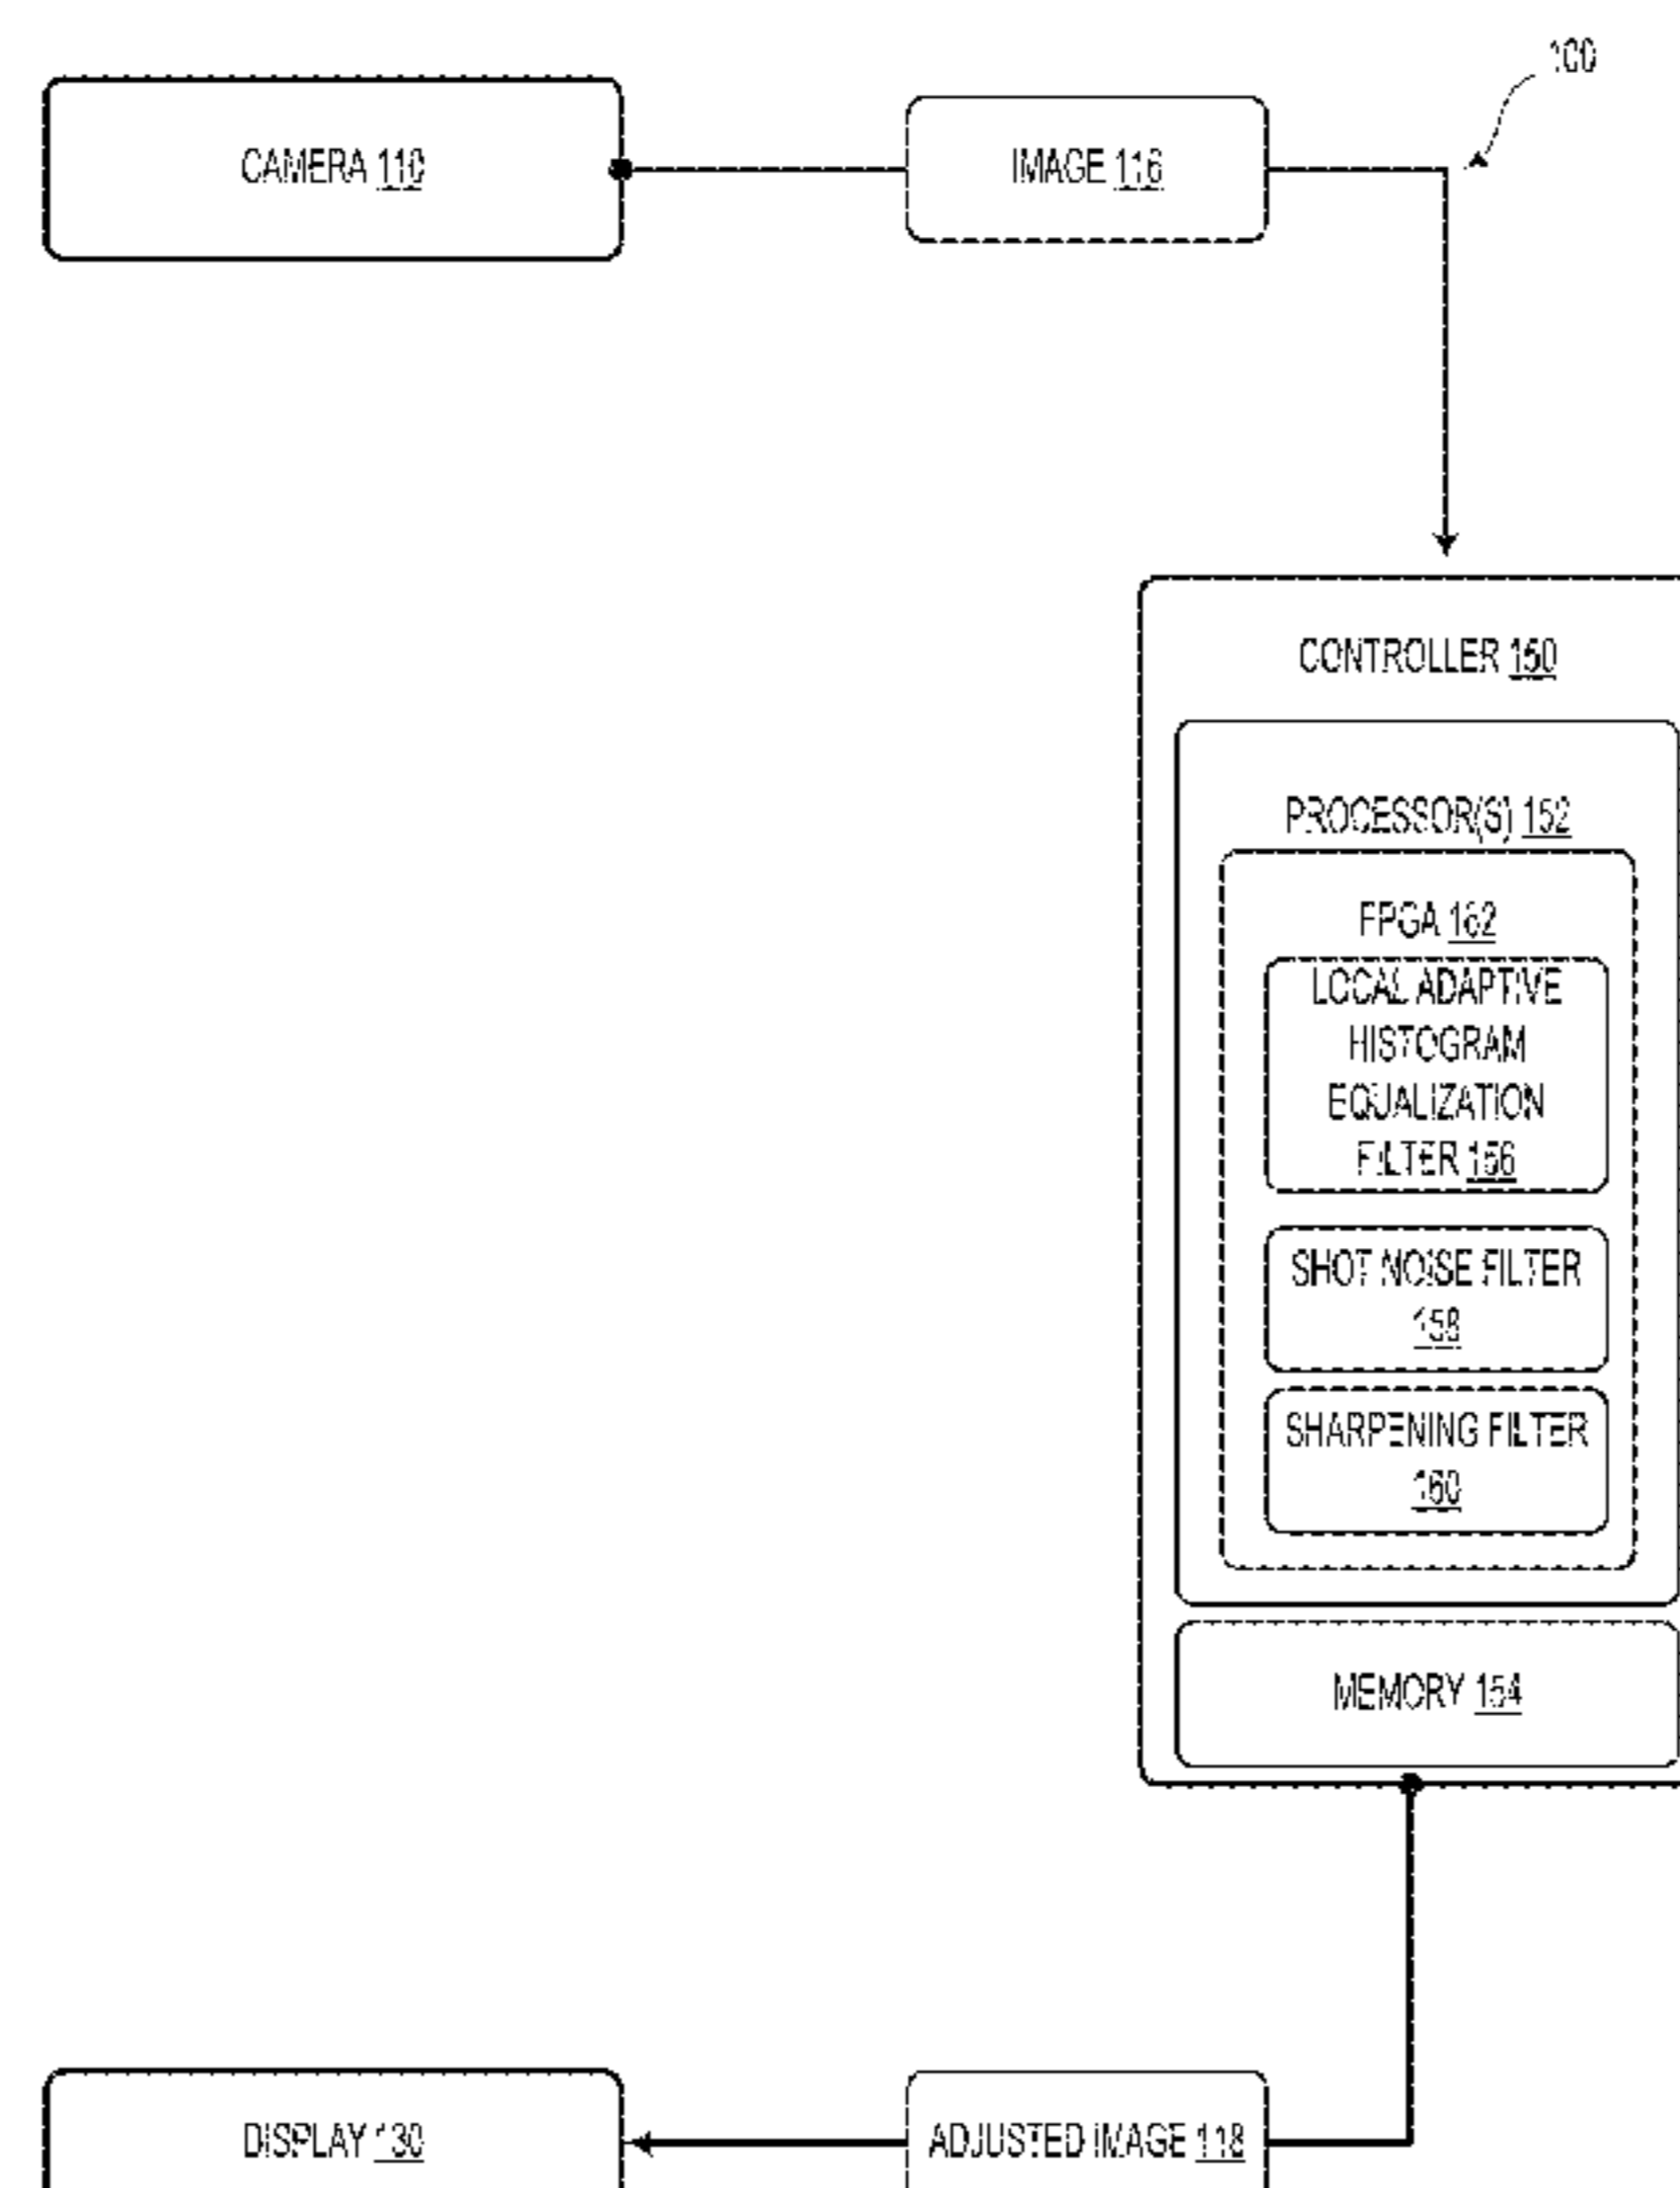 100
CAMERA 110
IMAGE 116
CONTROLLER 150
PROCESSOR(S) 152
FPGA 162
LOCAL ADAPTIVE
HISTOGRAM
EQUALIZATION
FILTER 156
SHOT NOISE FILTER
158
SHARPENING FILTER
160
MEMORY 154
DISPLAY 130
ADJUSTED IMAGE 118